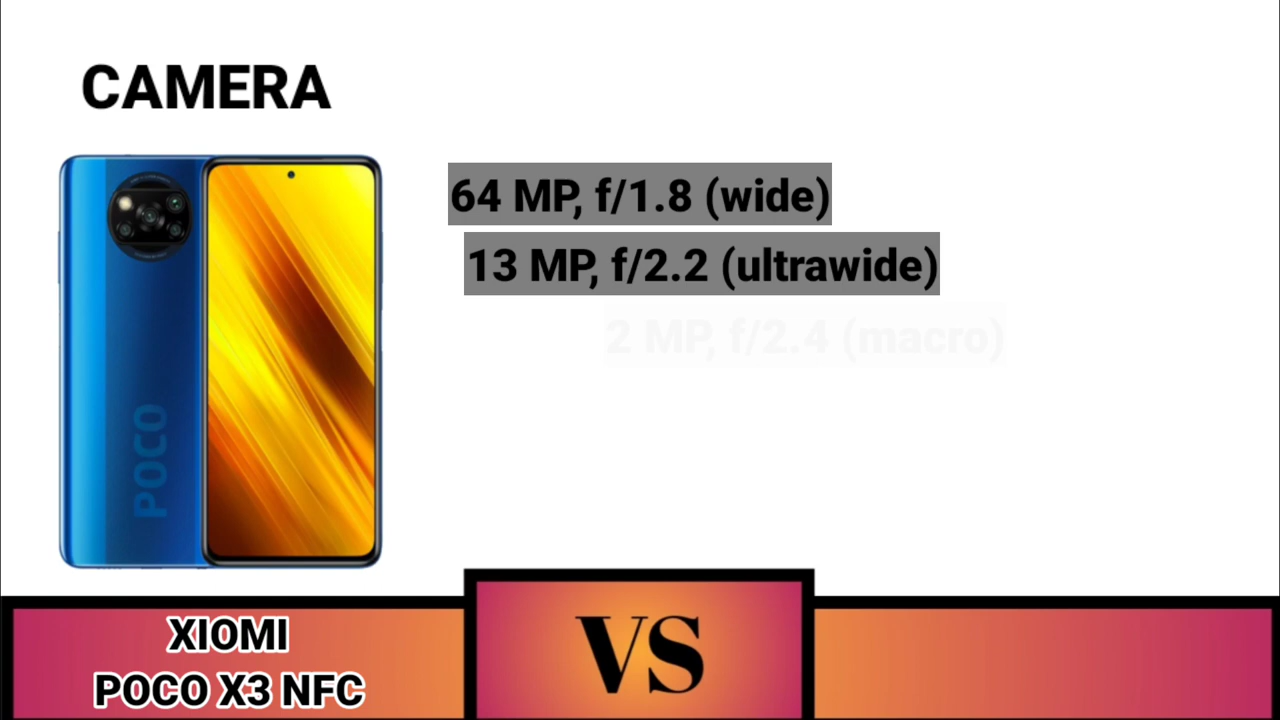 CAMERA
64 MP, f/1.8 (wide)
13 MP, f/2.2 (ultrawide)
2 MP, f/2.4 (macro)
POCO
XIOMI
POCO X3 NFC
VS